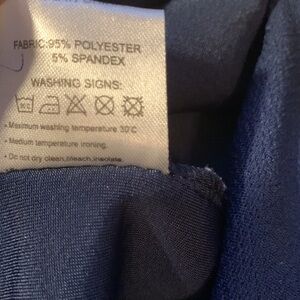 FABRIC:95% POLYESTER
5% SPANDEX
WASHING SIGNS:
• Maximum washing temperature 30˚C
• Medium temperature ironing.
• Do not dry clean,bleach,insolate.